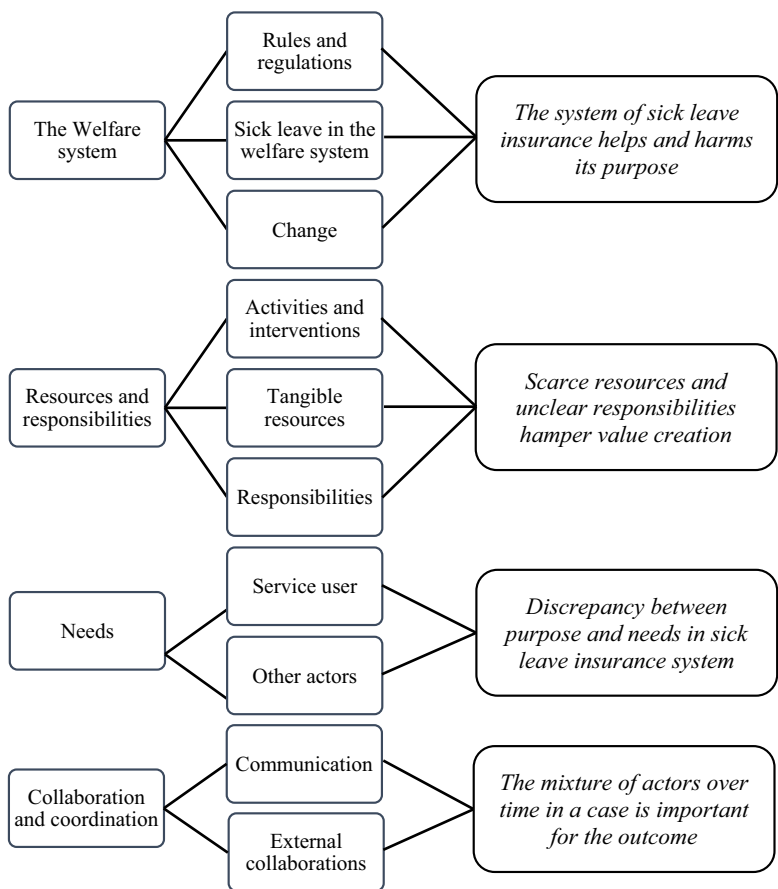 The Welfare
system
Rules and
regulations
Sick leave in the
welfare system
Change
The system of sick leave
insurance helps and harms
its purpose
Resources and
responsibilities
Activities and
interventions
Tangible
resources
Responsibilities
Scarce resources and
unclear responsibilities
hamper value creation
Needs
Service user
Other actors
Discrepancy between
purpose and needs in sick
leave insurance system
Collaboration
and coordination
Communication
External
collaborations
The mixture of actors over
time in a case is important
for the outcome